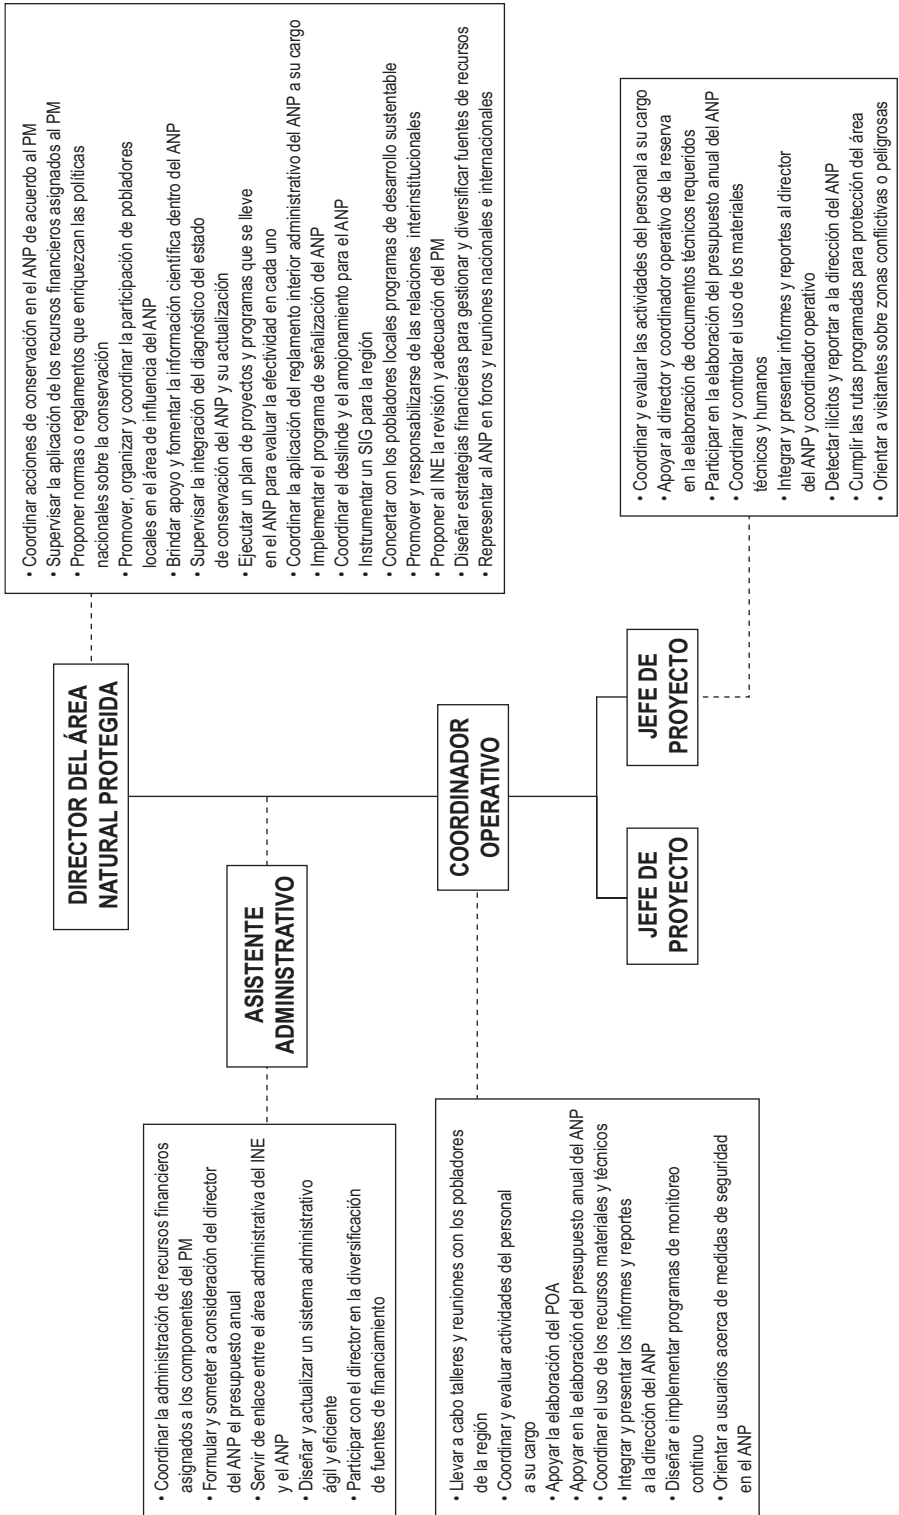 DIRECTOR DEL ÁREA
NATURAL PROTEGIDA
• Coordinar acciones de conservación en el ANP de acuerdo al PM
• Supervisar la aplicación de los recursos financieros asignados al PM
• Proponer normas o reglamentos que enriquezcan las políticas
nacionales sobre la conservación
• Promover, organizar y coordinar la participación de pobladores
locales en el área de influencia del ANP
• Brindar apoyo y fomentar la información científica dentro del ANP
• Supervisar la integración del diagnóstico del estado
de conservación del ANP y su actualización
• Ejecutar un plan de proyectos y programas que se lleve
en el ANP para evaluar la efectividad en cada uno
• Coordinar la aplicación del reglamento interior administrativo del ANP a su cargo
• Implementar el programa de señalización del ANP
• Coordinar el deslinde y el amojonamiento para el ANP
• Instrumentar un SIG para la región
• Concertar con los pobladores locales programas de desarrollo sustentable
• Promover y responsabilizarse de las relaciones interinstitucionales
• Proponer al INE la revisión y adecuación del PM
• Diseñar estrategias financieras para gestionar y diversificar fuentes de recursos
• Representar al ANP en foros y reuniones nacionales e internacionales
ASISTENTE
ADMINISTRATIVO
• Coordinar la administración de recursos financieros
asignados a los componentes del PM
• Formular y someter a consideración del director
del ANP el presupuesto anual
• Servir de enlace entre el área administrativa del INE
y el ANP
• Diseñar y actualizar un sistema administrativo
ágil y eficiente
• Participar con el director en la diversificación
de fuentes de financiamiento
COORDINADOR
OPERATIVO
• Llevar a cabo talleres y reuniones con los pobladores
de la región
• Coordinar y evaluar actividades del personal
a su cargo
• Apoyar la elaboración del POA
• Apoyar en la elaboración del presupuesto anual del ANP
• Coordinar el uso de los recursos materiales y técnicos
• Integrar y presentar los informes y reportes
a la dirección del ANP
• Diseñar e implementar programas de monitoreo
continuo
• Orientar a usuarios acerca de medidas de seguridad
en el ANP
JEFE DE
PROYECTO
JEFE DE
PROYECTO
• Coordinar y evaluar las actividades del personal a su cargo
• Apoyar al director y coordinador operativo de la reserva
en la elaboración de documentos técnicos requeridos
• Participar en la elaboración del presupuesto anual del ANP
• Coordinar y controlar el uso de los materiales
técnicos y humanos
• Integrar y presentar informes y reportes al director
del ANP y coordinador operativo
• Detectar ilícitos y reportar a la dirección del ANP
• Cumplir las rutas programadas para protección del área
• Orientar a visitantes sobre zonas conflictivas o peligrosas